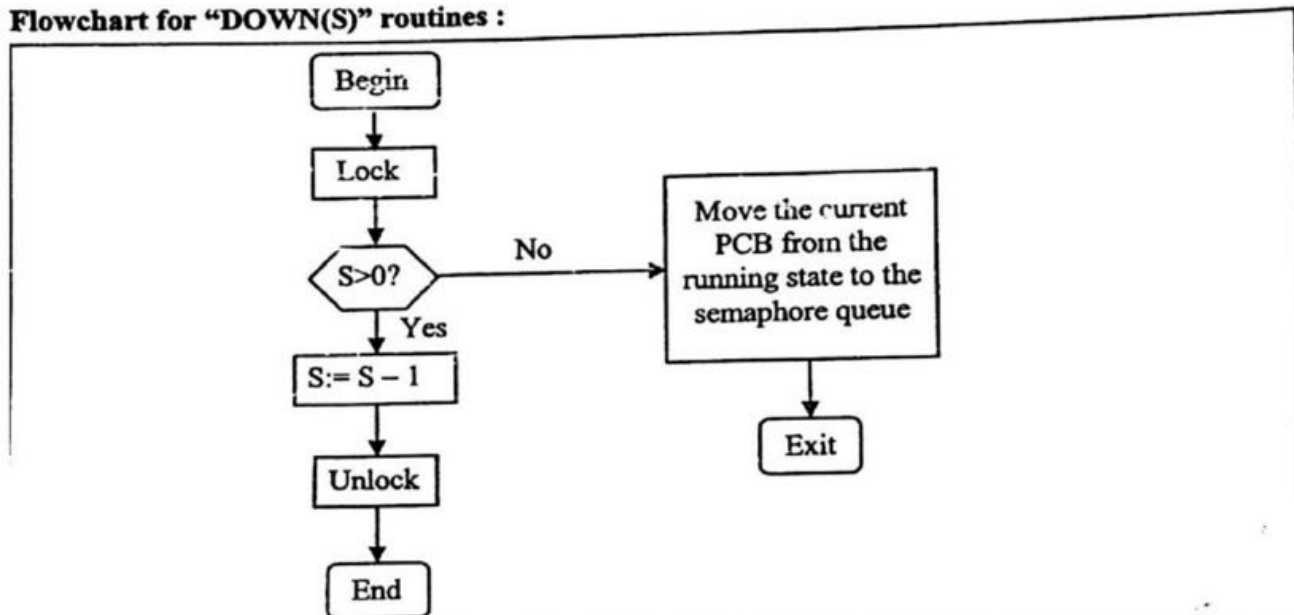 Flowchart for “DOWN(S)” routines :
Begin
Lock
S>0?
No
Yes
S:= S – 1
Unlock
End
Move the current
PCB from the
running state to the
semaphore queue
Exit